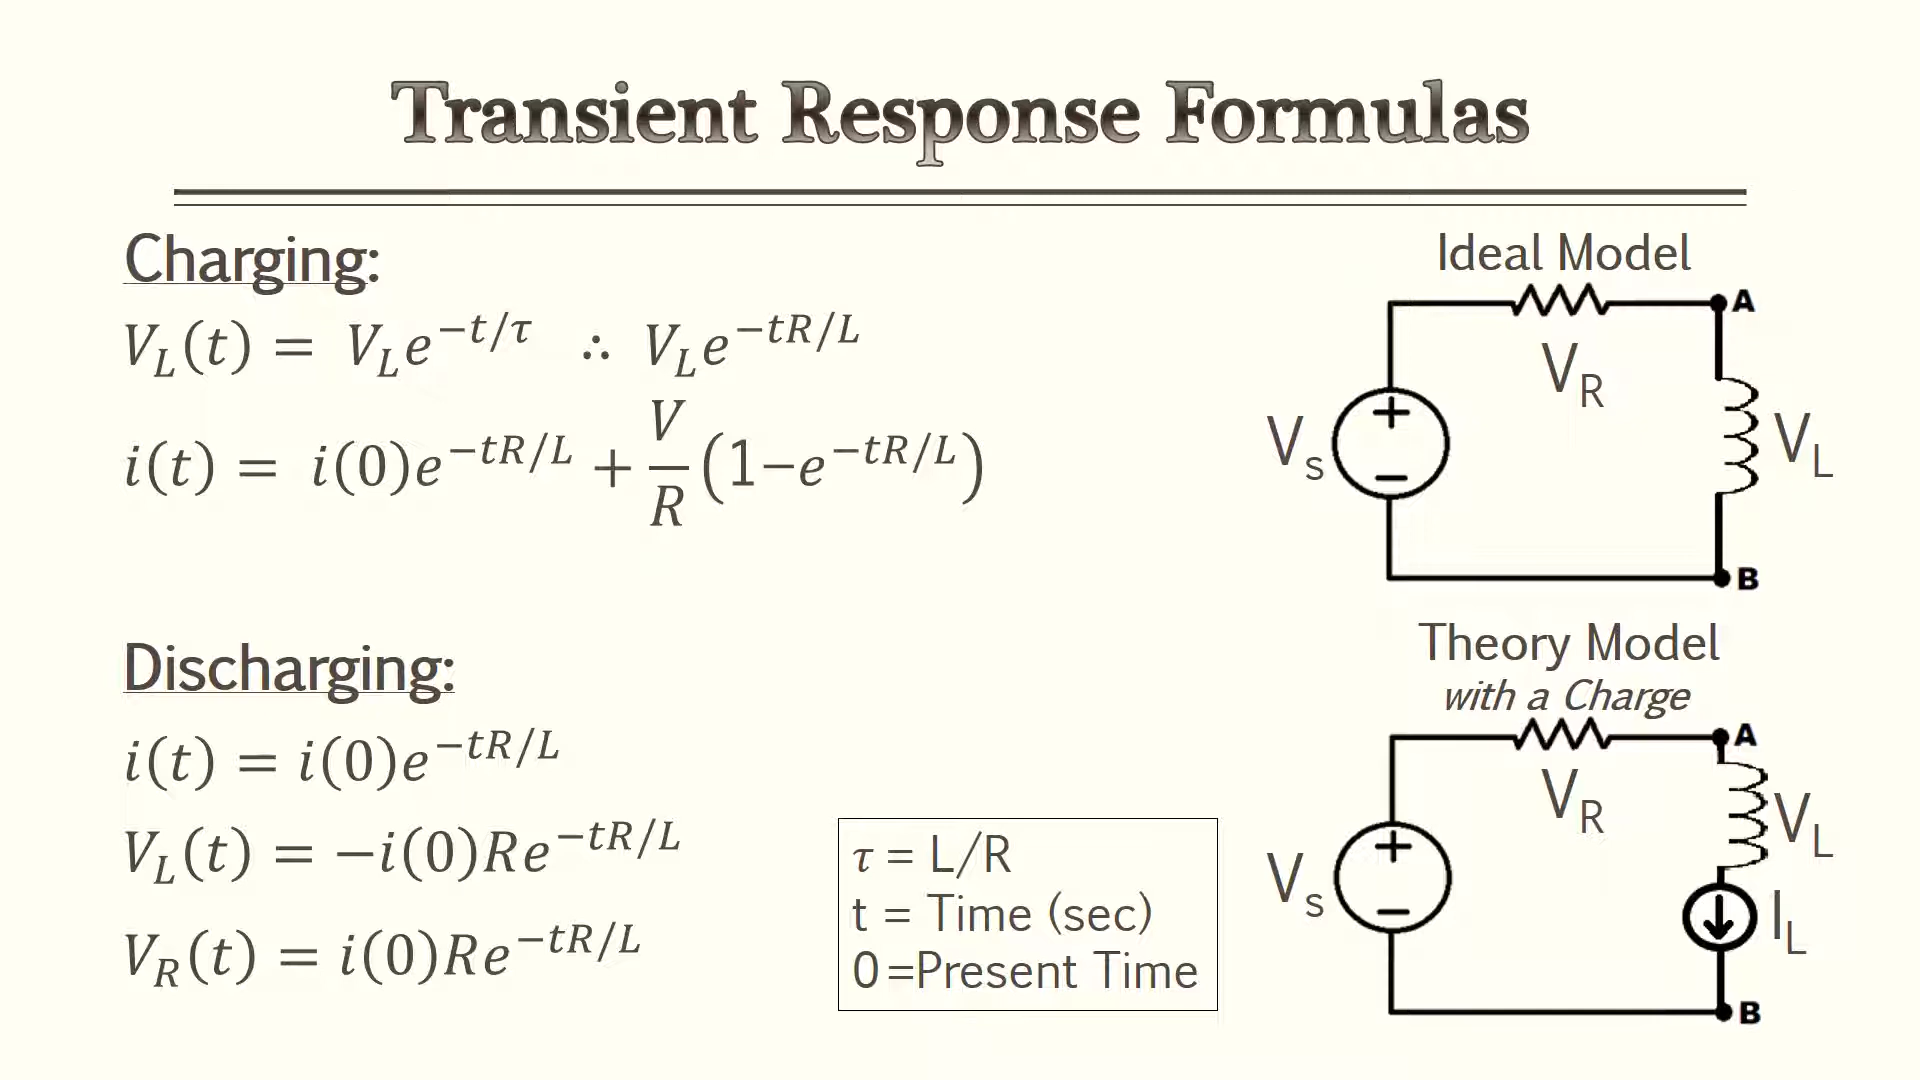 Transient Response Formulas
Charging:
V_L(t) = V_L e^{-t/τ} ∴ V_L e^{-tR/L}
i(t) = i(0)e^{-tR/L} + \frac{V}{R}(1-e^{-tR/L})
Discharging:
i(t) = i(0)e^{-tR/L}
V_L(t) = -i(0)Re^{-tR/L}
V_R(t) = i(0)Re^{-tR/L}
τ = L/R
t = Time (sec)
0 =Present Time
Ideal Model
A
V_R
V_s
+
−
V_L
B
Theory Model
with a Charge
A
V_R
V_s
+
−
V_L
I_L
B